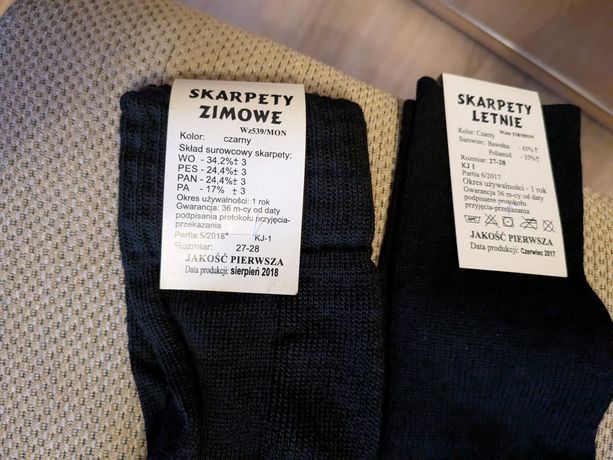 SKARPETY
ZIMOWE
Wz539/MON
Kolor: czarny
Skład surowcowy skarpety:
WO - 34,2%± 3
PES - 24,4%± 3
PAN - 24,4%± 3
PA - 17% ± 3
Okres używalności: 1 rok
Gwarancja: 36 m-cy od daty
podpisania protokołu przyjęcia-
przekazania
Partia: 5/2018 KJ-1
Rozmiar: 27-28
JAKOŚĆ PIERWSZA
Data produkcji: sierpień 2018
SKARPETY
LETNIE
Kolor: Czarny
Surowiec: Bawełna - 65%
Poliamid - 35%
Rozmiar: 27-28
KJ 1
Partia 6/2017
Okres używalności - 1 rok
Gwarancja 36 m-cy od daty
podpisania protokołu
przyjęcia-przekazania
JAKOŚĆ PIERWSZA
Data produkcji: Czerwiec 2017